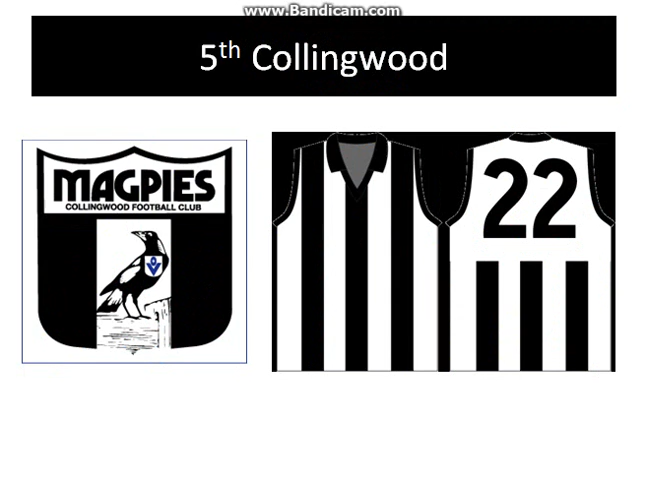 www.Bandicam.com
5th Collingwood
MAGPIES
COLLINGWOOD FOOTBALL CLUB
22